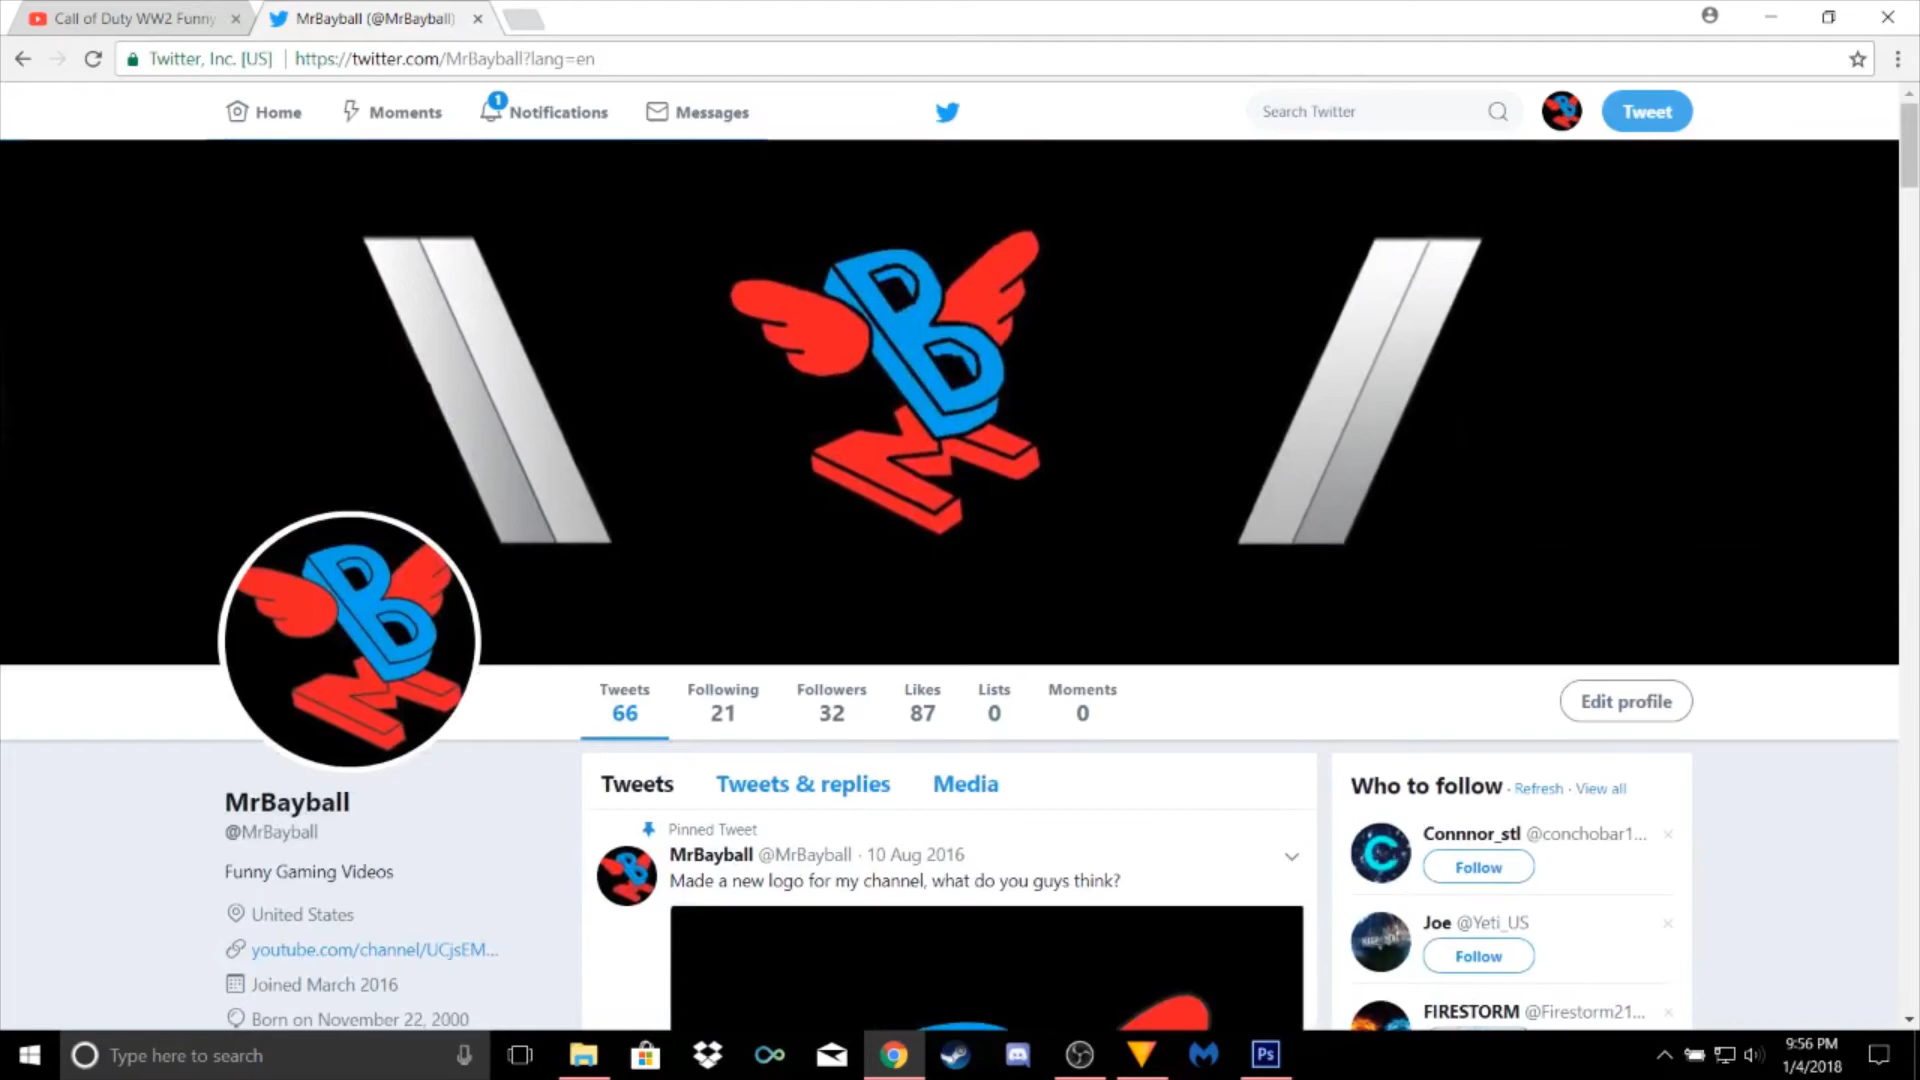 Call of Duty WW2 Funny
MrBayball (@MrBayball)
Twitter, Inc. [US] https://twitter.com/MrBayball?lang=en
Home Moments 1 Notifications Messages Search Twitter Tweet
B
M
B
M
Tweets Following Followers Likes Lists Moments
66 21 32 87 0 0
Edit profile
MrBayball
@MrBayball
Funny Gaming Videos
United States
youtube.com/channel/UCjsEM...
Joined March 2016
Born on November 22, 2000
Tweets Tweets & replies Media
Pinned Tweet
MrBayball @MrBayball · 10 Aug 2016
Made a new logo for my channel, what do you guys think?
Who to follow · Refresh · View all
Connnor_stl @conchobar1...
Follow
Joe @Yeti_US
Follow
FIRESTORM @Firestorm21...
Type here to search
Ps
9:56 PM
1/4/2018